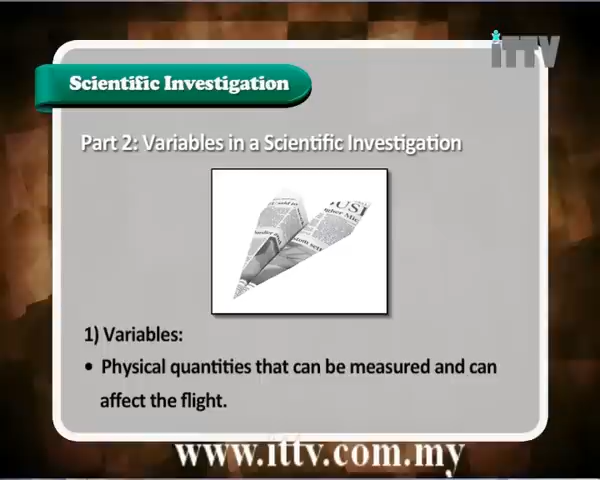 iTTV
Scientific Investigation
Part 2: Variables in a Scientific Investigation
1) Variables:
• Physical quantities that can be measured and can
affect the flight.
www.ittv.com.my